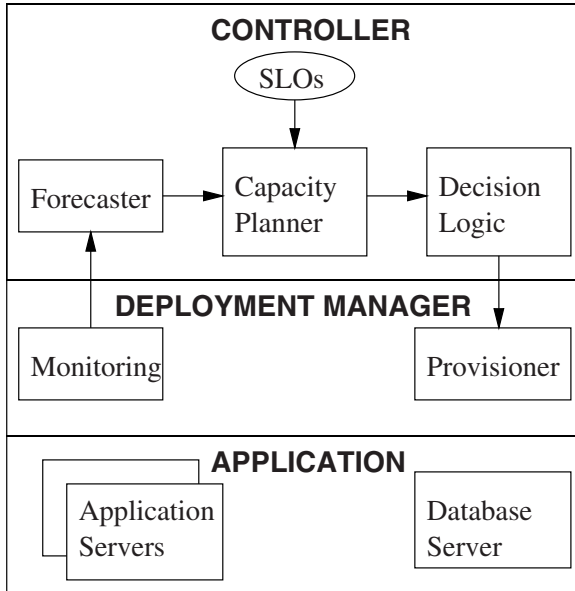 CONTROLLER
SLOs
Forecaster
Capacity
Planner
Decision
Logic
DEPLOYMENT MANAGER
Monitoring
Provisioner
APPLICATION
Application
Servers
Database
Server